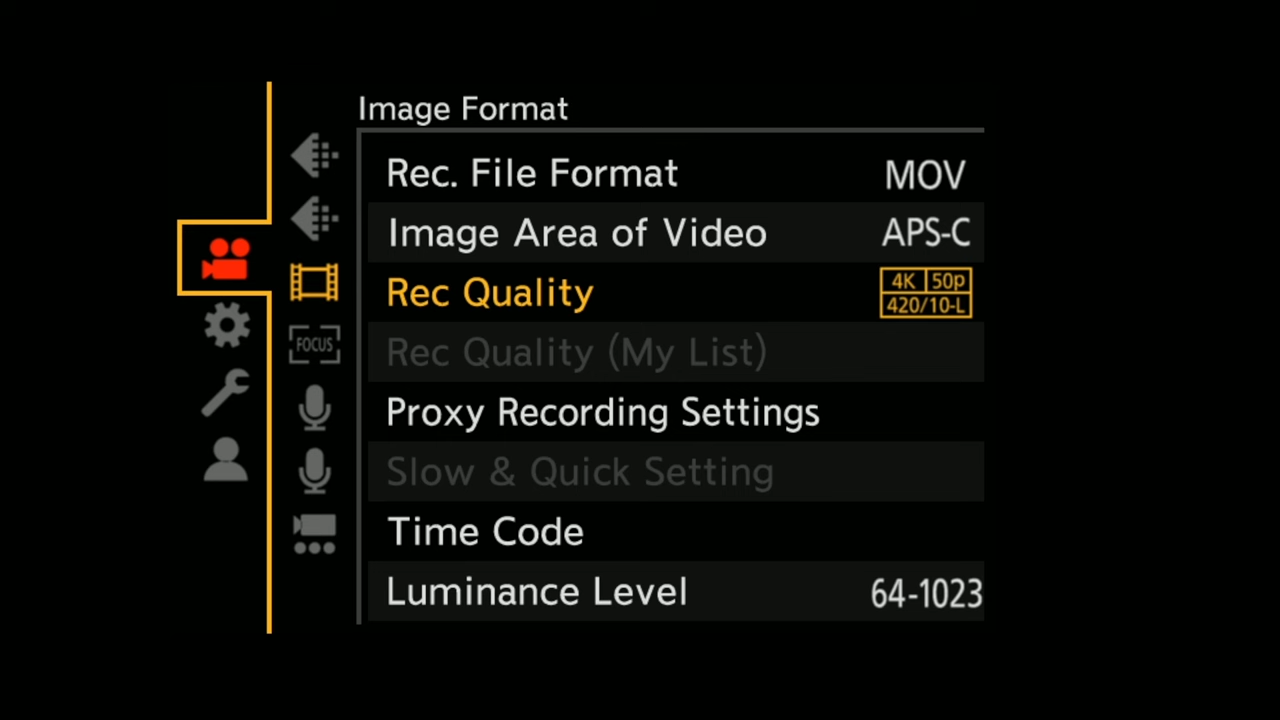 Image Format
Rec. File Format MOV
Image Area of Video APS-C
Rec Quality 4K 50p 420/10-L
Rec Quality (My List)
FOCUS
Proxy Recording Settings
Slow & Quick Setting
Time Code
Luminance Level 64-1023